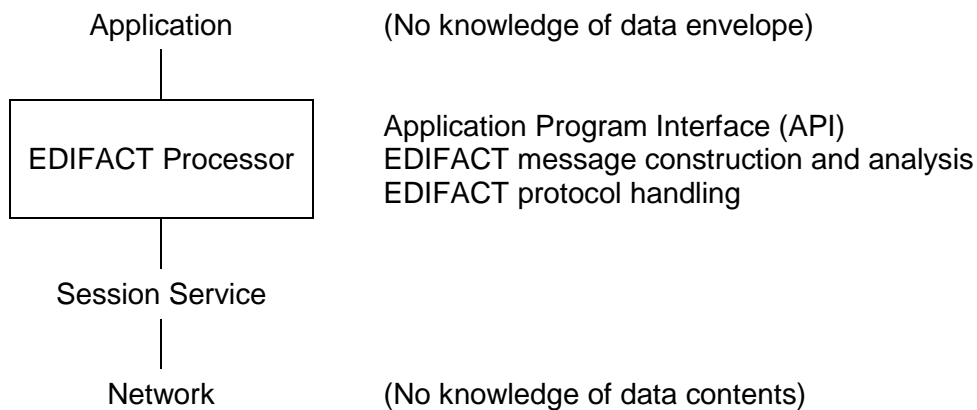 Application (No knowledge of data envelope)
EDIFACT Processor
Application Program Interface (API)
EDIFACT message construction and analysis
EDIFACT protocol handling
Session Service
Network (No knowledge of data contents)